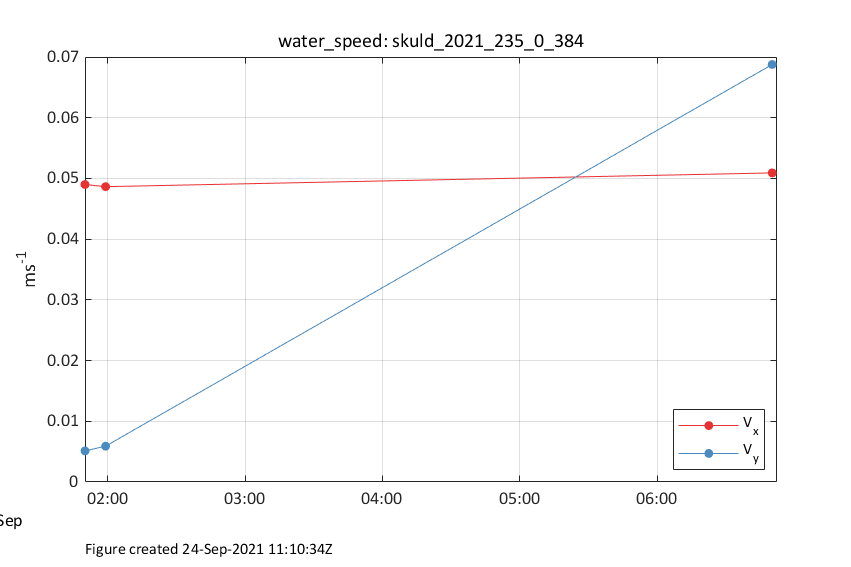 water_speed: skuld_2021_235_0_384
0.07
0.06
0.05
0.04
0.03
0.02
0.01
0
ms-1
Vx
Vy
02:00 03:00 04:00 05:00 06:00
Sep
Figure created 24-Sep-2021 11:10:34Z